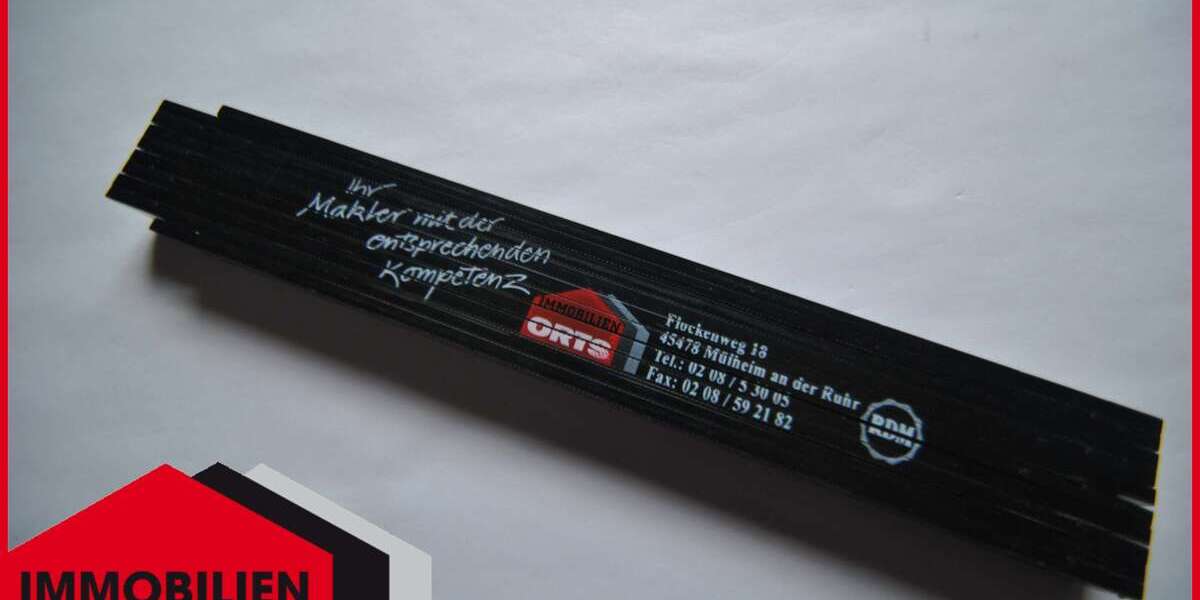 Ihr
Makler mit der
entsprechenden
Kompetenz
IMMOBILIEN
ORTS
Flockenweg 18
45478 Mülheim an der Ruhr
Tel.: 02 08 / 5 30 05
Fax: 02 08 / 59 21 82
RDM
IMMOBILIEN